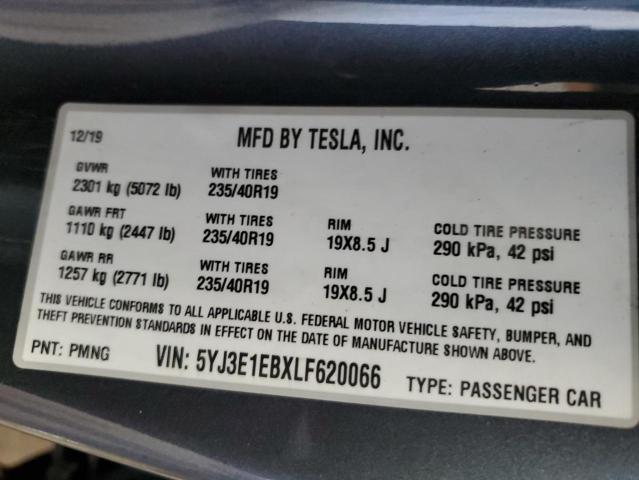 12/19 MFD BY TESLA, INC.
GVWR WITH TIRES
2301 kg (5072 lb) 235/40R19
GAWR FRT WITH TIRES RIM COLD TIRE PRESSURE
1110 kg (2447 lb) 235/40R19 19X8.5 J 290 kPa, 42 psi
GAWR RR WITH TIRES RIM COLD TIRE PRESSURE
1257 kg (2771 lb) 235/40R19 19X8.5 J 290 kPa, 42 psi
THIS VEHICLE CONFORMS TO ALL APPLICABLE U.S. FEDERAL MOTOR VEHICLE SAFETY, BUMPER, AND
THEFT PREVENTION STANDARDS IN EFFECT ON THE DATE OF MANUFACTURE SHOWN ABOVE.
PNT: PMNG VIN: 5YJ3E1EBXLF620066 TYPE: PASSENGER CAR